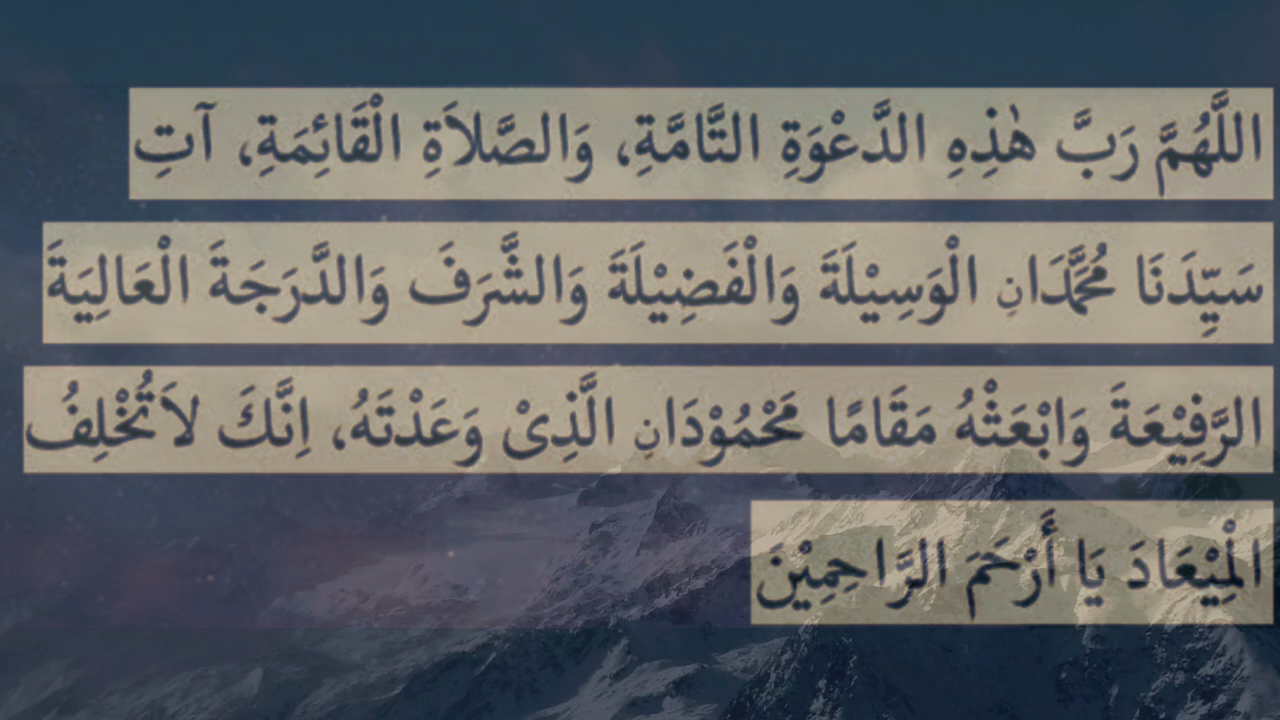 اللَّهُمَّ رَبَّ هٰذِهِ الدَّعْوَةِ التَّامَّةِ، وَالصَّلاَةِ الْقَائِمَةِ، آتِ
سَيِّدَنَا مُحَمَّدَانِ الْوَسِيْلَةَ وَالْفَضِيْلَةَ وَالشَّرَفَ وَالدَّرَجَةَ الْعَالِيَةَ
الرَّفِيْعَةَ وَابْعَثْهُ مَقَامًا مَحْمُوْدَانِ الَّذِىْ وَعَدْتَهُ، اِنَّكَ لاَتُخْلِفُ
الْمِيْعَادَ يَا أَرْحَمَ الرَّاحِمِيْنَ